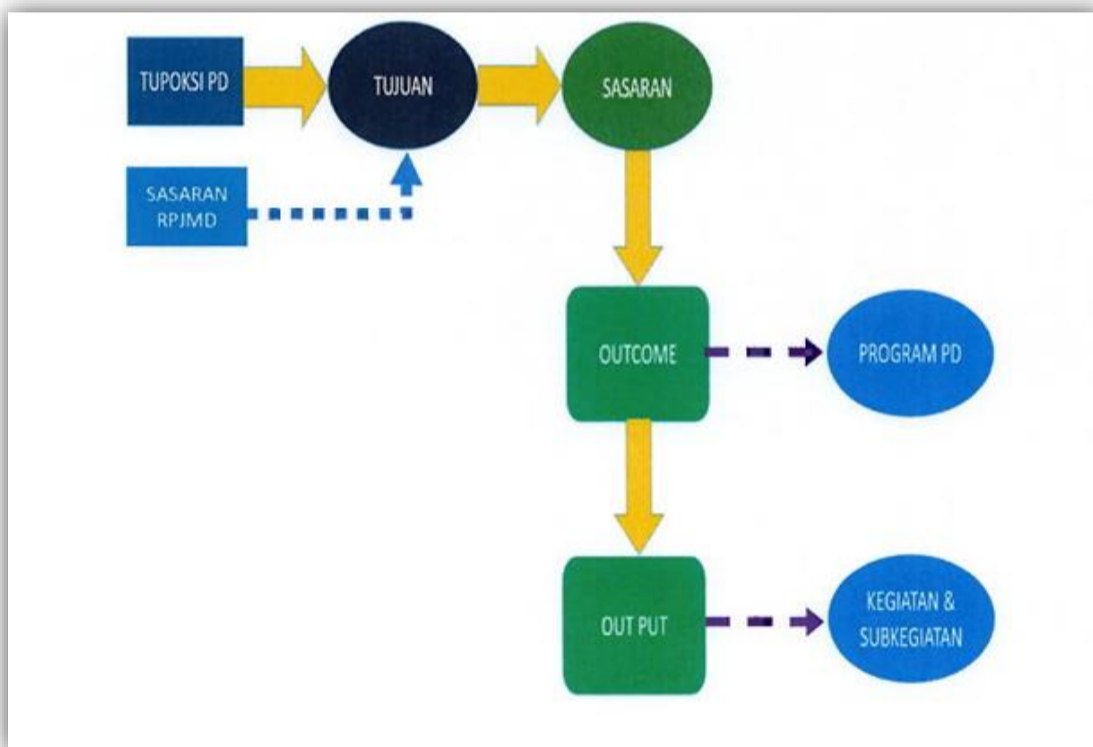 TUPOKSI PD
TUJUAN
SASARAN
SASARAN
RPJMD
OUTCOME
PROGRAM PD
OUT PUT
KEGIATAN &
SUBKEGIATAN